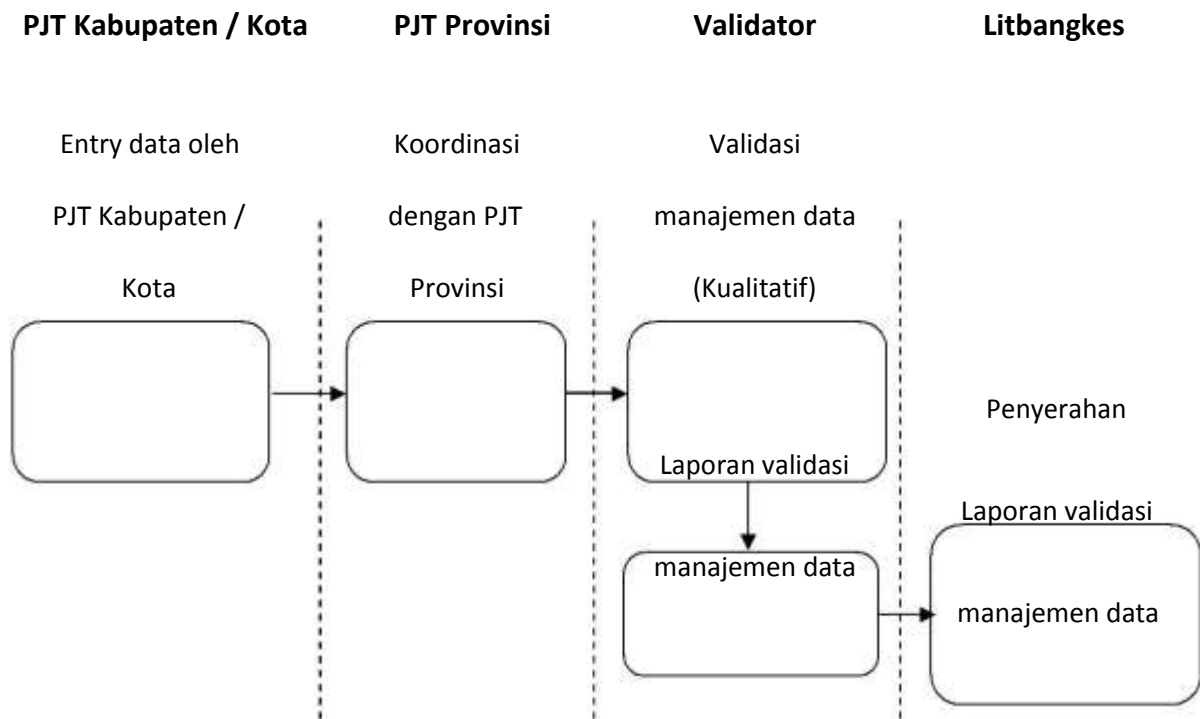 PJT Kabupaten / Kota
PJT Provinsi
Validator
Litbangkes
Entry data oleh
PJT Kabupaten /
Kota
Koordinasi
dengan PJT
Provinsi
Validasi
manajemen data
(Kualitatif)
Laporan validasi
manajemen data
Penyerahan
Laporan validasi
manajemen data